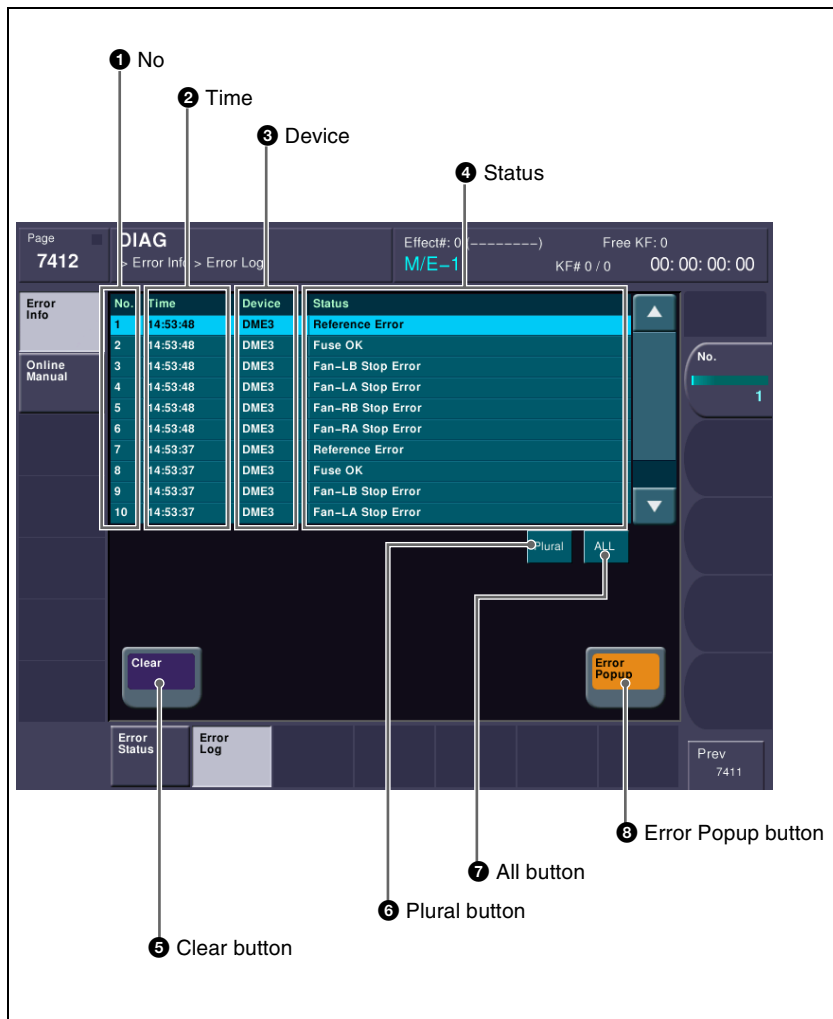 ❶ No
❷ Time
❸ Device
❹ Status
Page
7412
DIAG
> Error Info > Error Log
Effect#: 0 (--------) Free KF: 0
M/E-1 KF# 0 / 0 00: 00: 00: 00
Error
Info
Online
Manual
No. Time Device Status
1 14:53:48 DME3 Reference Error
2 14:53:48 DME3 Fuse OK
3 14:53:48 DME3 Fan-LB Stop Error
4 14:53:48 DME3 Fan-LA Stop Error
5 14:53:48 DME3 Fan-RB Stop Error
6 14:53:48 DME3 Fan-RA Stop Error
7 14:53:37 DME3 Reference Error
8 14:53:37 DME3 Fuse OK
9 14:53:37 DME3 Fan-LB Stop Error
10 14:53:37 DME3 Fan-LA Stop Error
No.
1
Plural ALL
Clear
Error
Popup
Error
Status
Error
Log
Prev
7411
❽ Error Popup button
❼ All button
❻ Plural button
❺ Clear button